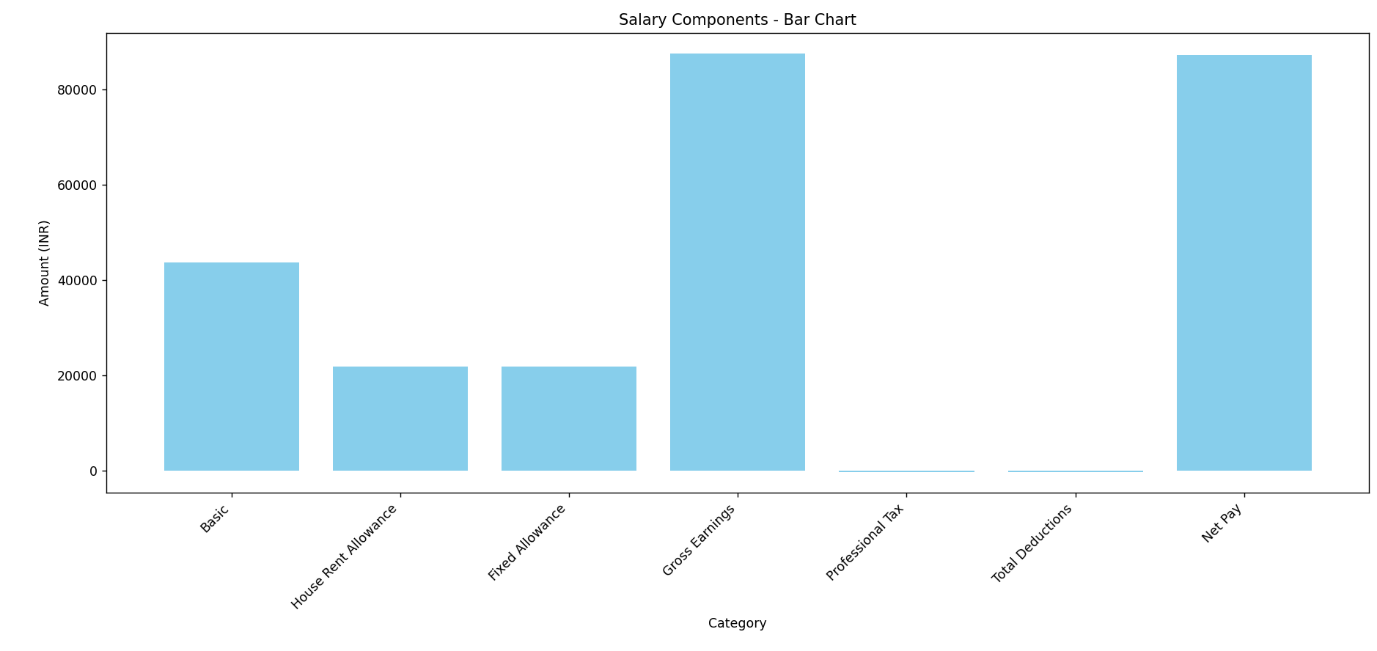 Salary Components - Bar Chart
80000
60000
40000
20000
0
Amount (INR)
Basic
House Rent Allowance
Fixed Allowance
Gross Earnings
Professional Tax
Total Deductions
Net Pay
Category